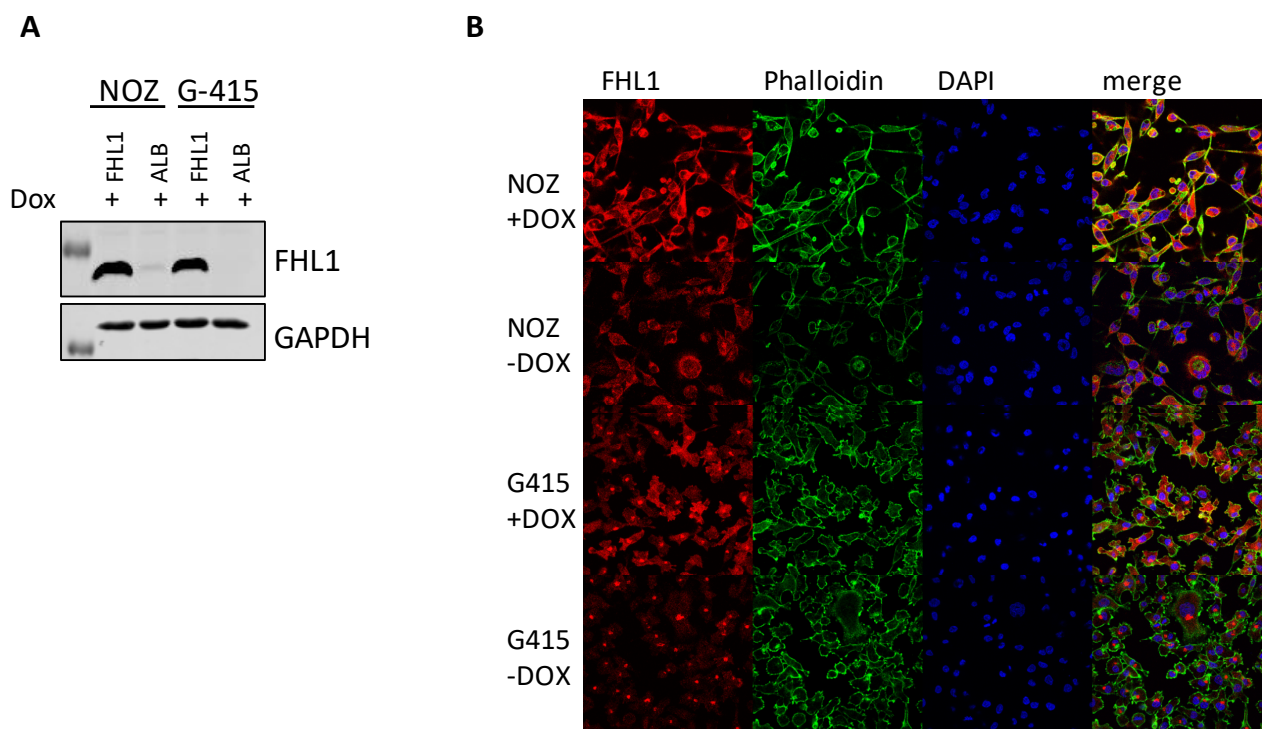 A
NOZ G-415
FHL1 ALB FHL1 ALB
Dox + + + +
FHL1
GAPDH
B
FHL1 Phalloidin DAPI merge
NOZ
+DOX
NOZ
-DOX
G415
+DOX
G415
-DOX